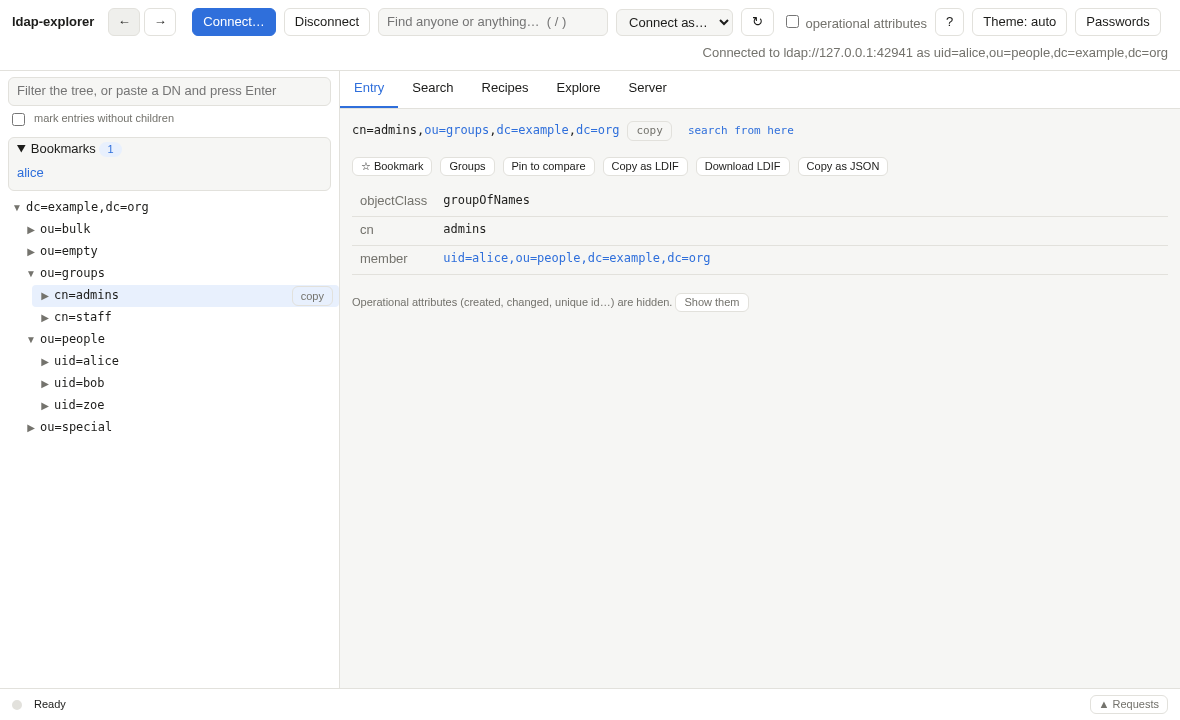 ldap-explorer ← → Connect… Disconnect Find anyone or anything… ( / ) Connect as… ↻ operational attributes ? Theme: auto Passwords
Connected to ldap://127.0.0.1:42941 as uid=alice,ou=people,dc=example,dc=org
Filter the tree, or paste a DN and press Enter
mark entries without children
▼ Bookmarks 1
alice
▼ dc=example,dc=org
▶ ou=bulk
▶ ou=empty
▼ ou=groups
▶ cn=admins copy
▶ cn=staff
▼ ou=people
▶ uid=alice
▶ uid=bob
▶ uid=zoe
▶ ou=special
Entry Search Recipes Explore Server
cn=admins,ou=groups,dc=example,dc=org copy search from here
☆ Bookmark Groups Pin to compare Copy as LDIF Download LDIF Copy as JSON
objectClass groupOfNames
cn admins
member uid=alice,ou=people,dc=example,dc=org
Operational attributes (created, changed, unique id…) are hidden. Show them
Ready ▲ Requests